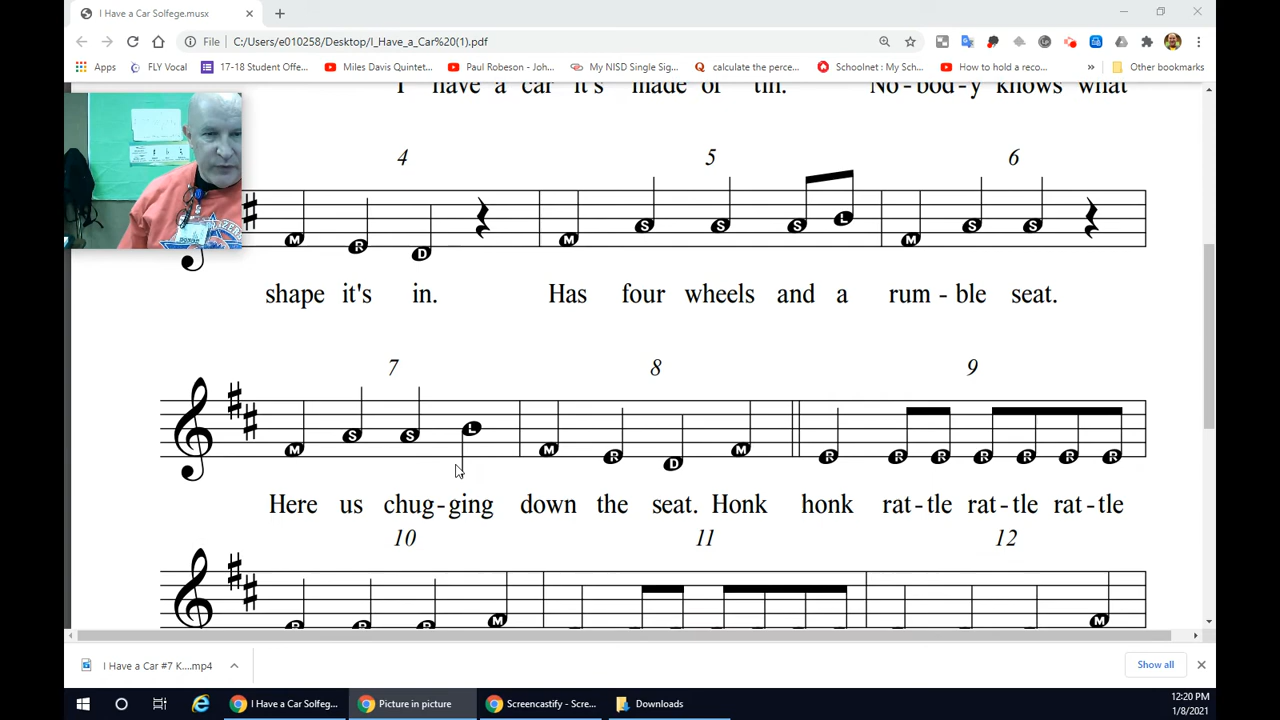 I Have a Car Solfege.musx
File C:/Users/e010258/Desktop/I_Have_a_Car%20(1).pdf
Apps FLY Vocal 17-18 Student Offe... Miles Davis Quintet... Paul Robeson - Joh... My NISD Single Sig... calculate the perce... Schoolnet : My Sch... How to hold a reco... » Other bookmarks
I have a car it's made of tin. No-bod-y knows what
4 5 6
M R D M S S S L M S S
shape it's in. Has four wheels and a rum - ble seat.
7 8 9
M S S L M R D M R R R R R R R
Here us chug-ging down the seat. Honk honk rat-tle rat-tle rat-tle
10 11 12
R R R M M
I Have a Car #7 K....mp4 Show all
I Have a Car Solfeg... Picture in picture Screencastify - Scre... Downloads
12:20 PM
1/8/2021